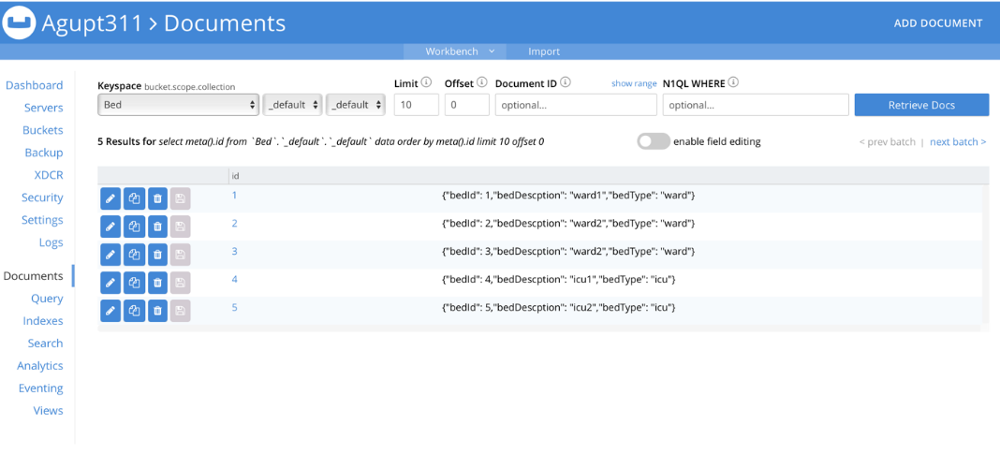 Agupt311 > Documents
ADD DOCUMENT
Workbench
Import
Dashboard
Servers
Buckets
Backup
XDCR
Security
Settings
Logs
Documents
Query
Indexes
Search
Analytics
Eventing
Views
Keyspace bucket.scope.collection
Limit
Offset
Document ID
show range
N1QL WHERE
Bed
_default
_default
10
0
optional...
optional...
Retrieve Docs
5 Results for select meta().id from `Bed`.`_default`.`_default` data order by meta().id limit 10 offset 0
enable field editing
< prev batch | next batch >
id
1 {"bedId": 1,"bedDescption": "ward1","bedType": "ward"}
2 {"bedId": 2,"bedDescption": "ward2","bedType": "ward"}
3 {"bedId": 3,"bedDescption": "ward2","bedType": "ward"}
4 {"bedId": 4,"bedDescption": "icu1","bedType": "icu"}
5 {"bedId": 5,"bedDescption": "icu2","bedType": "icu"}